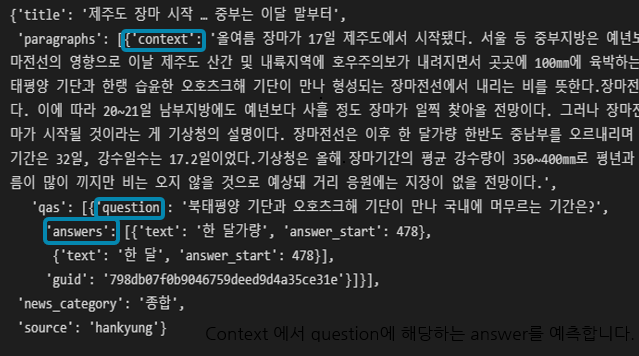 {'title': '제주도 장마 시작 … 중부는 이달 말부터',
'paragraphs': [{'context': '올여름 장마가 17일 제주도에서 시작됐다. 서울 등 중부지방은 예년보
마전선의 영향으로 이날 제주도 산간 및 내륙지역에 호우주의보가 내려지면서 곳곳에 100㎜에 육박하는
태평양 기단과 한랭 습윤한 오호츠크해 기단이 만나 형성되는 장마전선에서 내리는 비를 뜻한다.장마전
다. 이에 따라 20~21일 남부지방에도 예년보다 사흘 정도 장마가 일찍 찾아올 전망이다. 그러나 장마전
마가 시작될 것이라는 게 기상청의 설명이다. 장마전선은 이후 한 달가량 한반도 중남부를 오르내리며
기간은 32일, 강수일수는 17.2일이었다.기상청은 올해 장마기간의 평균 강수량이 350~400㎜로 평년과
름이 많이 끼지만 비는 오지 않을 것으로 예상돼 거리 응원에는 지장이 없을 전망이다.',
'qas': [{'question': '북태평양 기단과 오호츠크해 기단이 만나 국내에 머무르는 기간은?',
'answers': [{'text': '한 달가량', 'answer_start': 478},
{'text': '한 달', 'answer_start': 478}],
'guid': '798db07f0b9046759deed9d4a35ce31e'}]}],
'news_category': '종합',
'source': 'hankyung'}
Context 에서 question에 해당하는 answer를 예측합니다.